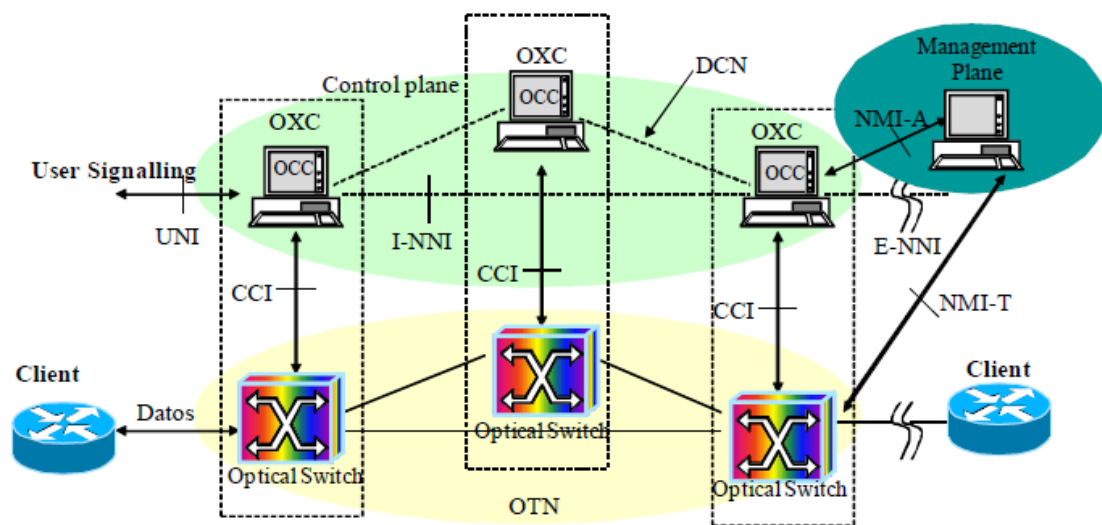 OXC
Management
Plane
DCN
Control plane
OCC
NMI-A
OXC
OXC
OCC
OCC
User Signalling
UNI
I-NNI
E-NNI
CCI
CCI
CCI
NMI-T
Client
Client
Datos
Optical Switch
Optical Switch
Optical Switch
OTN